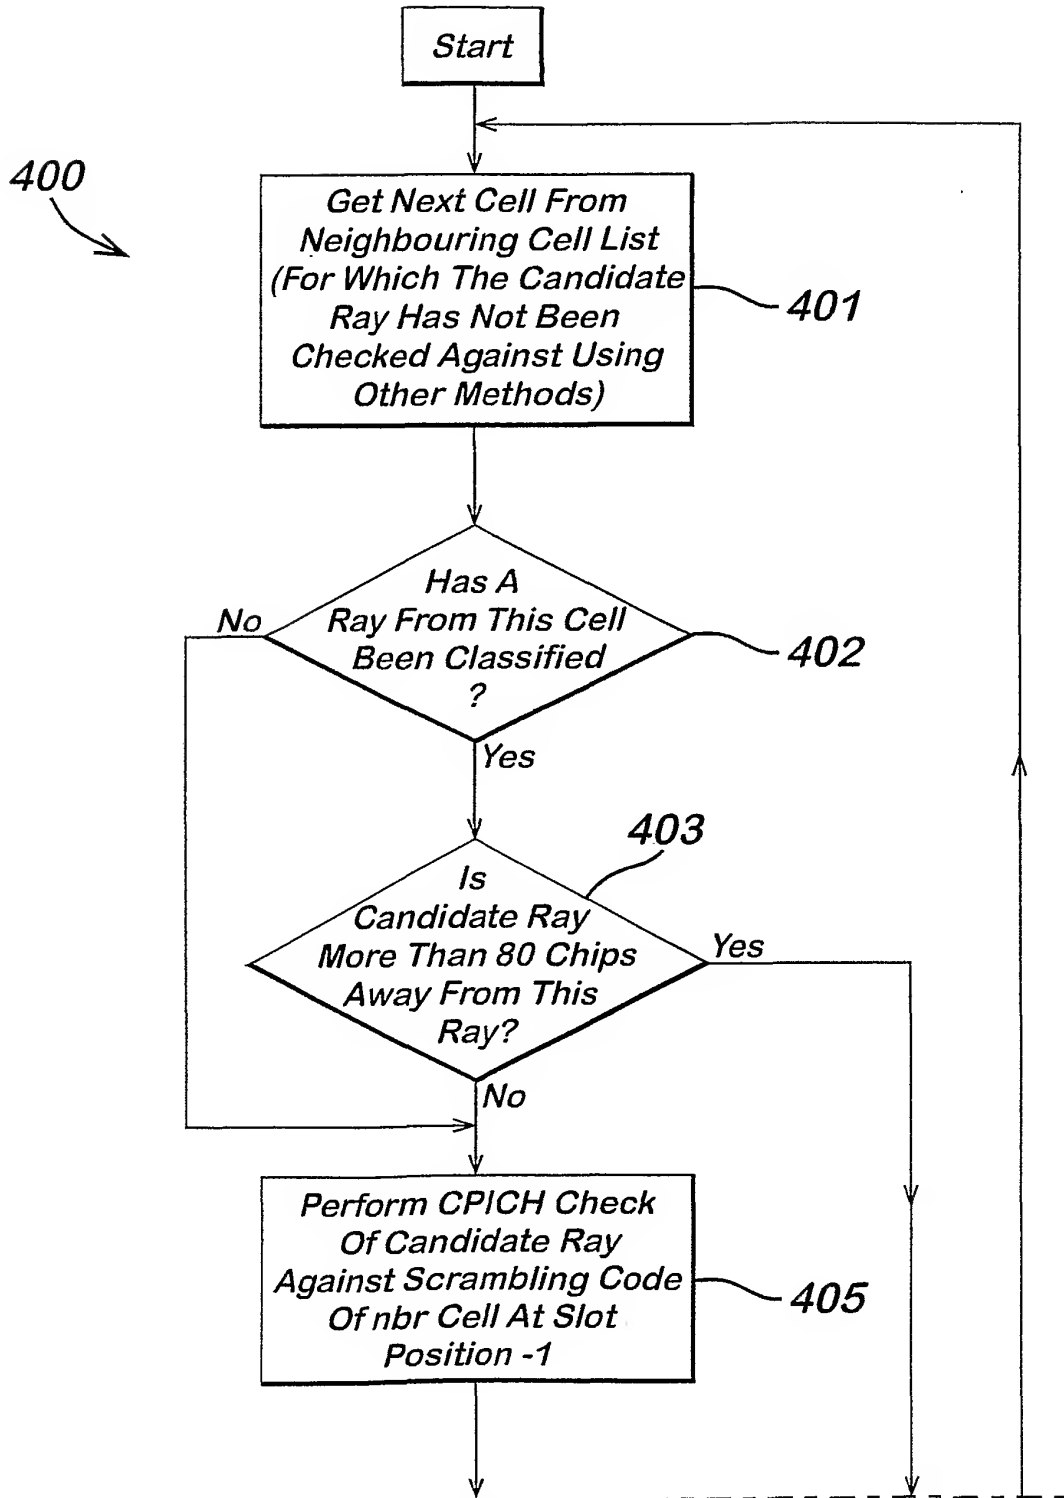 Start
400
Get Next Cell From
Neighbouring Cell List
(For Which The Candidate
Ray Has Not Been
Checked Against Using
Other Methods)
401
Has A
Ray From This Cell
Been Classified
?
No
402
Yes
403
Is
Candidate Ray
More Than 80 Chips
Away From This
Ray?
Yes
No
Perform CPICH Check
Of Candidate Ray
Against Scrambling Code
Of nbr Cell At Slot
Position -1
405